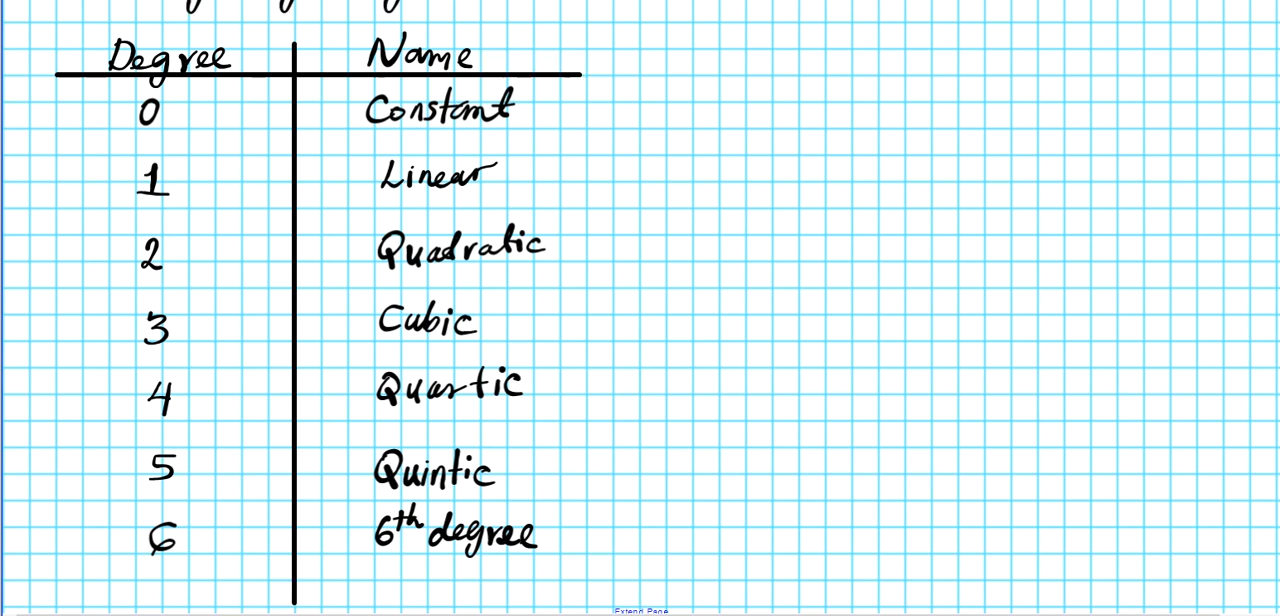 Degree Name
0 Constant
1 Linear
2 Quadratic
3 Cubic
4 Quartic
5 Quintic
6 6th degree
Extend Page